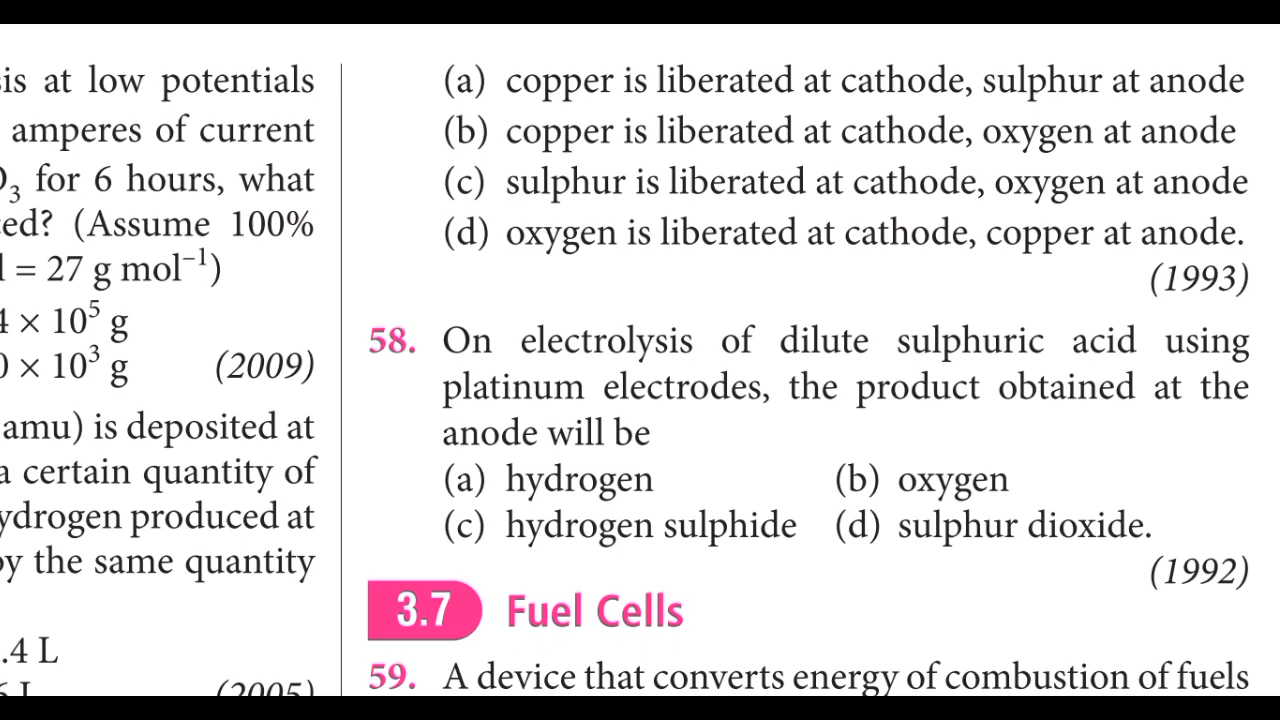 is at low potentials
amperes of current
O₃ for 6 hours, what
ed? (Assume 100%
= 27 g mol⁻¹)
4 × 10⁵ g
0 × 10³ g (2009)
amu) is deposited at
a certain quantity of
ydrogen produced at
by the same quantity
.4 L
(2005)
(a) copper is liberated at cathode, sulphur at anode
(b) copper is liberated at cathode, oxygen at anode
(c) sulphur is liberated at cathode, oxygen at anode
(d) oxygen is liberated at cathode, copper at anode.
(1993)
58. On electrolysis of dilute sulphuric acid using
platinum electrodes, the product obtained at the
anode will be
(a) hydrogen (b) oxygen
(c) hydrogen sulphide (d) sulphur dioxide.
(1992)
3.7 Fuel Cells
59. A device that converts energy of combustion of fuels